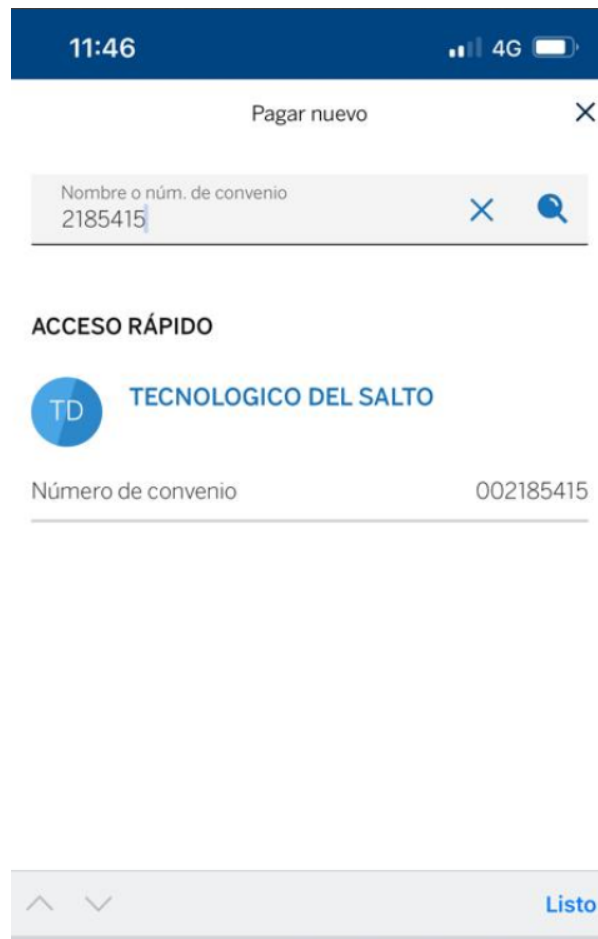 11:46 4G
Pagar nuevo
Nombre o núm. de convenio
2185415
ACCESO RÁPIDO
TD TECNOLOGICO DEL SALTO
Número de convenio 002185415
Listo